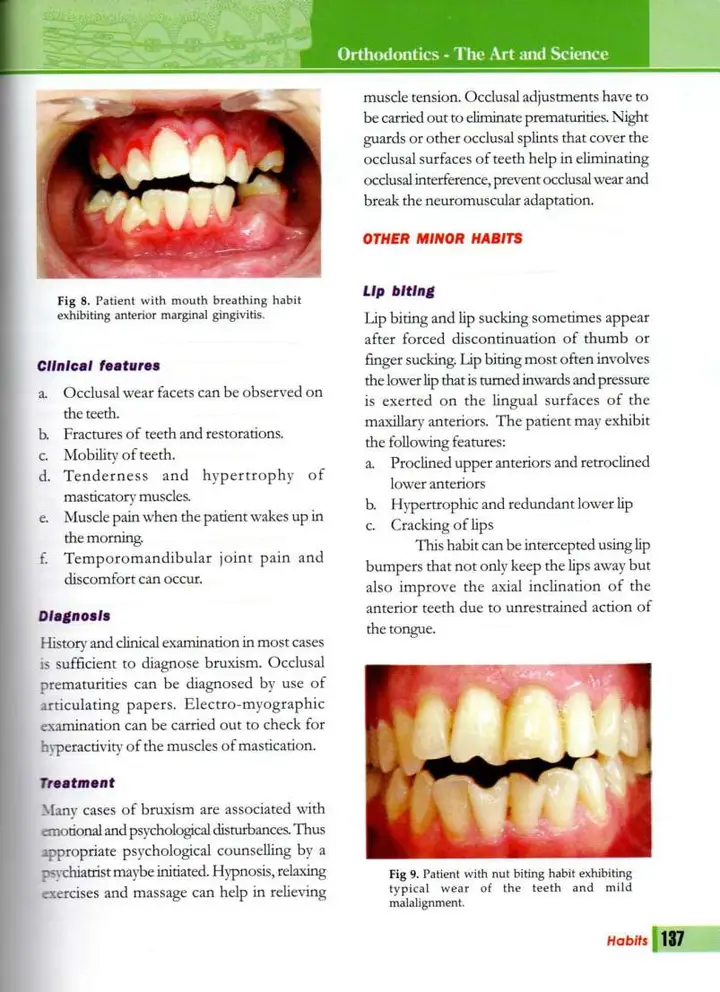 Orthodontics - The Art and Science
Fig 8. Patient with mouth breathing habit
exhibiting anterior marginal gingivitis.
Clinical features
a. Occlusal wear facets can be observed on
the teeth.
b. Fractures of teeth and restorations.
c. Mobility of teeth.
d. Tenderness and hypertrophy of
masticatory muscles.
e. Muscle pain when the patient wakes up in
the morning.
f. Temporomandibular joint pain and
discomfort can occur.
Diagnosis
History and clinical examination in most cases
is sufficient to diagnose bruxism. Occlusal
prematurities can be diagnosed by use of
articulating papers. Electro-myographic
examination can be carried out to check for
hyperactivity of the muscles of mastication.
Treatment
Many cases of bruxism are associated with
emotional and psychological disturbances. Thus
appropriate psychological counselling by a
psychiatrist maybe initiated. Hypnosis, relaxing
exercises and massage can help in relieving
muscle tension. Occlusal adjustments have to
be carried out to eliminate prematurities. Night
guards or other occlusal splints that cover the
occlusal surfaces of teeth help in eliminating
occlusal interference, prevent occlusal wear and
break the neuromuscular adaptation.
OTHER MINOR HABITS
Lip biting
Lip biting and lip sucking sometimes appear
after forced discontinuation of thumb or
finger sucking. Lip biting most often involves
the lower lip that is turned inwards and pressure
is exerted on the lingual surfaces of the
maxillary anteriors. The patient may exhibit
the following features:
a. Proclined upper anteriors and retroclined
lower anteriors
b. Hypertrophic and redundant lower lip
c. Cracking of lips
This habit can be intercepted using lip
bumpers that not only keep the lips away but
also improve the axial inclination of the
anterior teeth due to unrestrained action of
the tongue.
Fig 9. Patient with nut biting habit exhibiting
typical wear of the teeth and mild
malalignment.
Habits 137